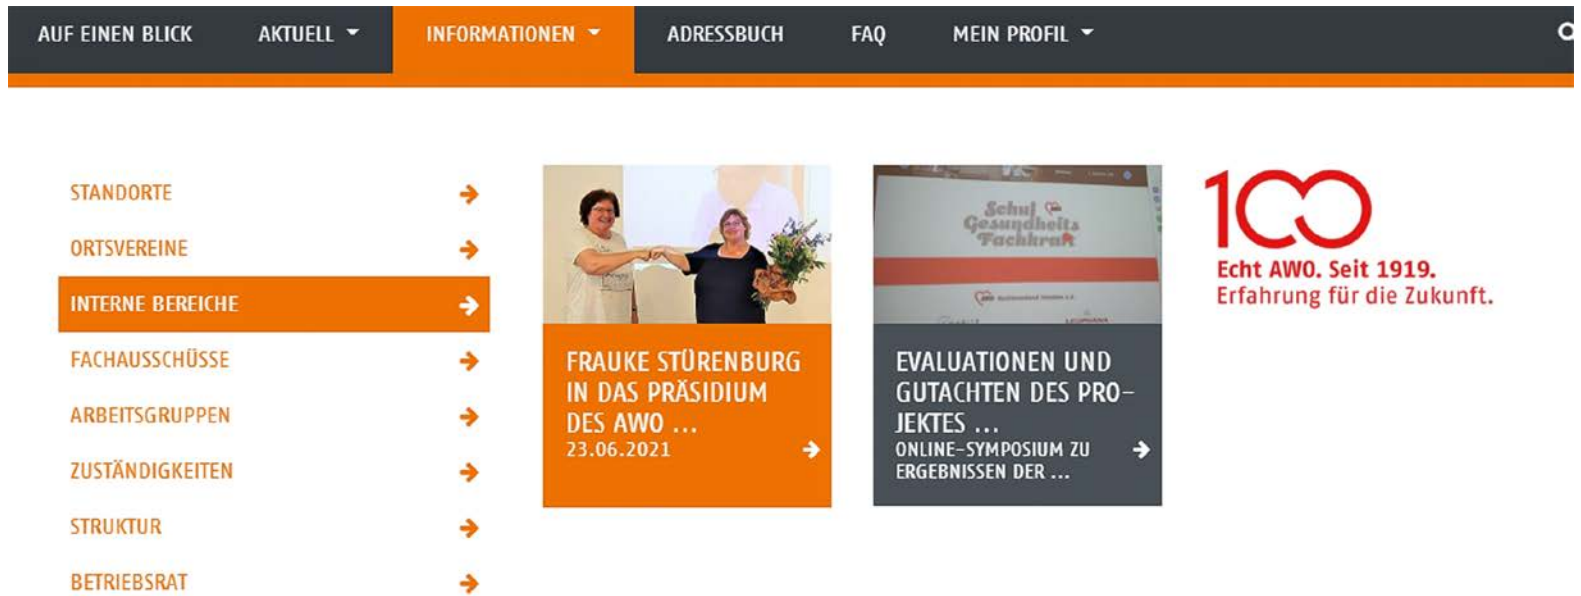 AUF EINEN BLICK
AKTUELL
INFORMATIONEN
ADRESSBUCH
FAQ
MEIN PROFIL
STANDORTE
ORTSVEREINE
INTERNE BEREICHE
FACHAUSSCHÜSSE
ARBEITSGRUPPEN
ZUSTÄNDIGKEITEN
STRUKTUR
BETRIEBSRAT
FRAUKE STÜRENBURG
IN DAS PRÄSIDIUM
DES AWO ...
23.06.2021
Schul AWO
Gesundheits
Fachkraft
EVALUATIONEN UND
GUTACHTEN DES PRO-
JEKTES ...
ONLINE-SYMPOSIUM ZU
ERGEBNISSEN DER ...
100
Echt AWO. Seit 1919.
Erfahrung für die Zukunft.